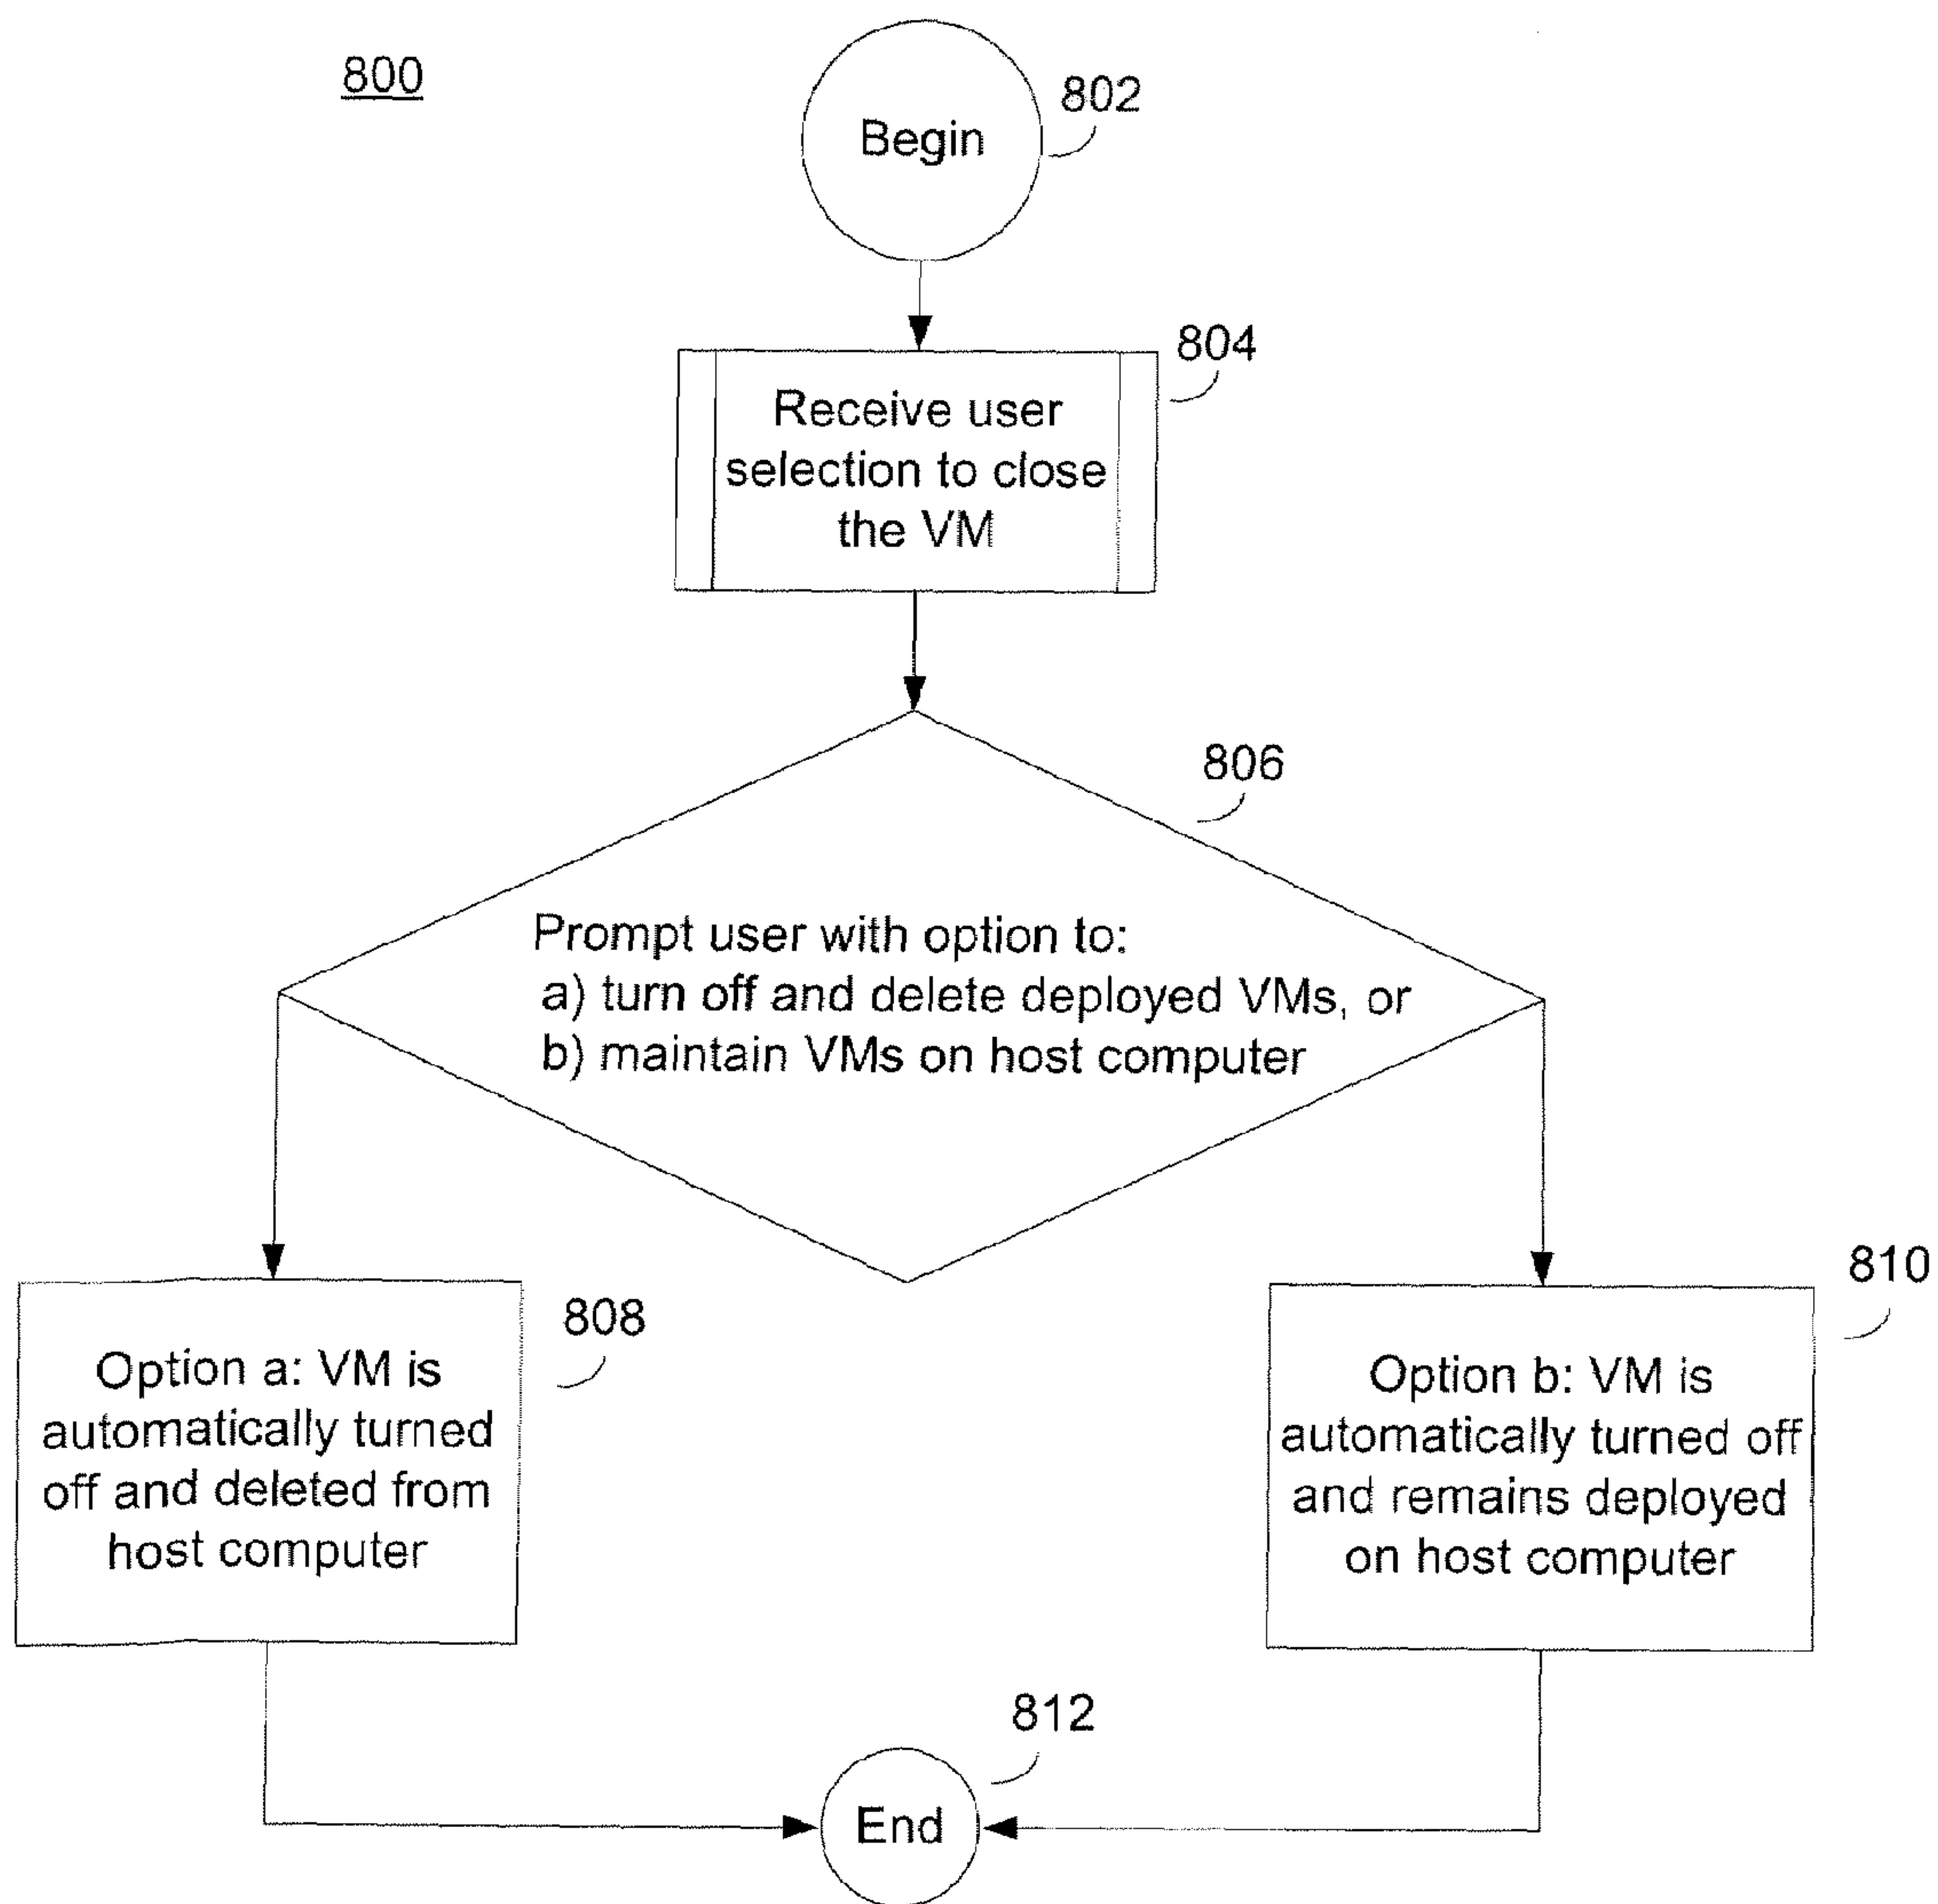 800
Begin
802
Receive user
selection to close
the VM
804
806
Prompt user with option to:
a) turn off and delete deployed VMs, or
b) maintain VMs on host computer
Option a: VM is
automatically turned
off and deleted from
host computer
808
Option b: VM is
automatically turned off
and remains deployed
on host computer
810
End
812